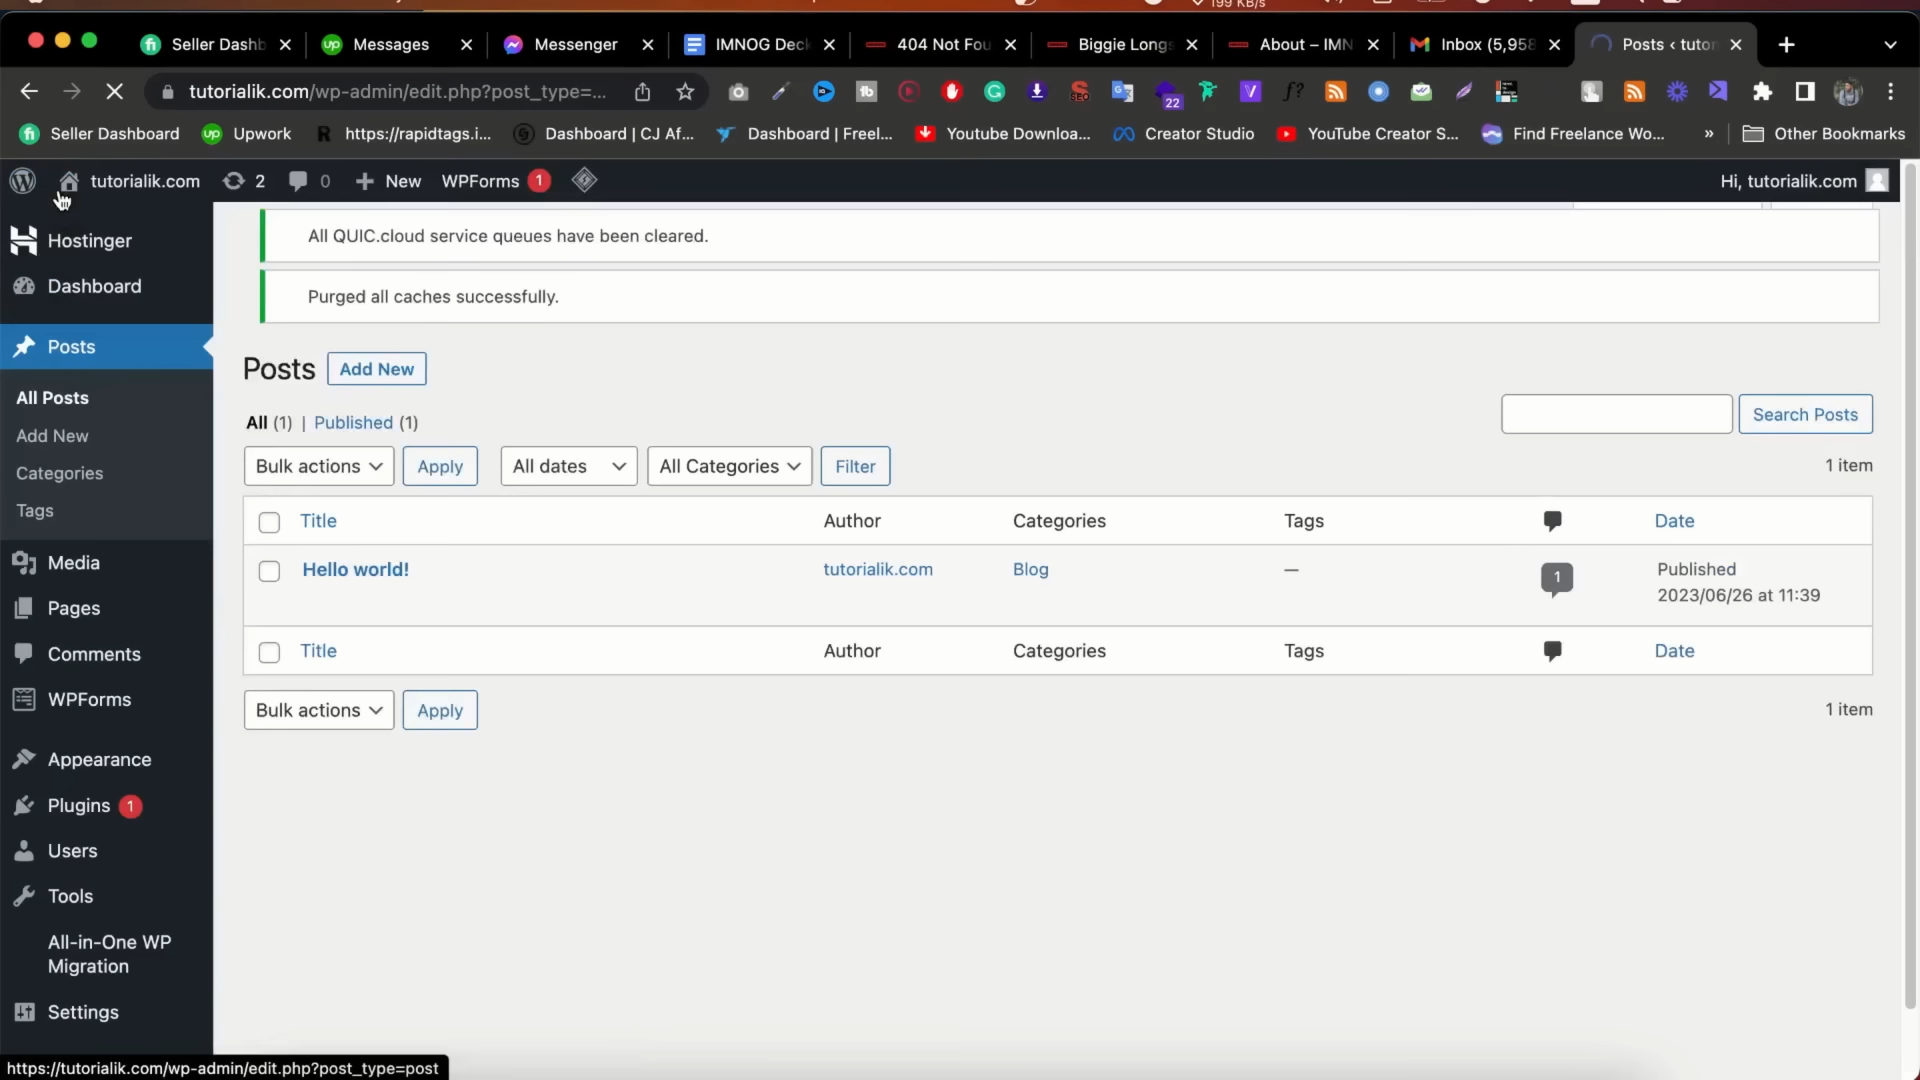 199 KB/s
Seller Dashb
Messages
Messenger
IMNOG Deck
404 Not Fou
Biggie Longs
About – IMN
Inbox (5,958
Posts ‹ tutor
tutorialik.com/wp-admin/edit.php?post_type=...
22
Seller Dashboard
Upwork
https://rapidtags.i...
Dashboard | CJ Af...
Dashboard | Freel...
Youtube Downloa...
Creator Studio
YouTube Creator S...
Find Freelance Wo...
»
Other Bookmarks
tutorialik.com
2
0
New
WPForms 1
Hi, tutorialik.com
Hostinger
Dashboard
Posts
All Posts
Add New
Categories
Tags
Media
Pages
Comments
WPForms
Appearance
Plugins 1
Users
Tools
All-in-One WP
Migration
Settings
All QUIC.cloud service queues have been cleared.
Purged all caches successfully.
Posts Add New
All (1) | Published (1)
Search Posts
Bulk actions Apply All dates All Categories Filter
1 item
Title Author Categories Tags Date
Hello world! tutorialik.com Blog — 1 Published
2023/06/26 at 11:39
Title Author Categories Tags Date
Bulk actions Apply
1 item
https://tutorialik.com/wp-admin/edit.php?post_type=post